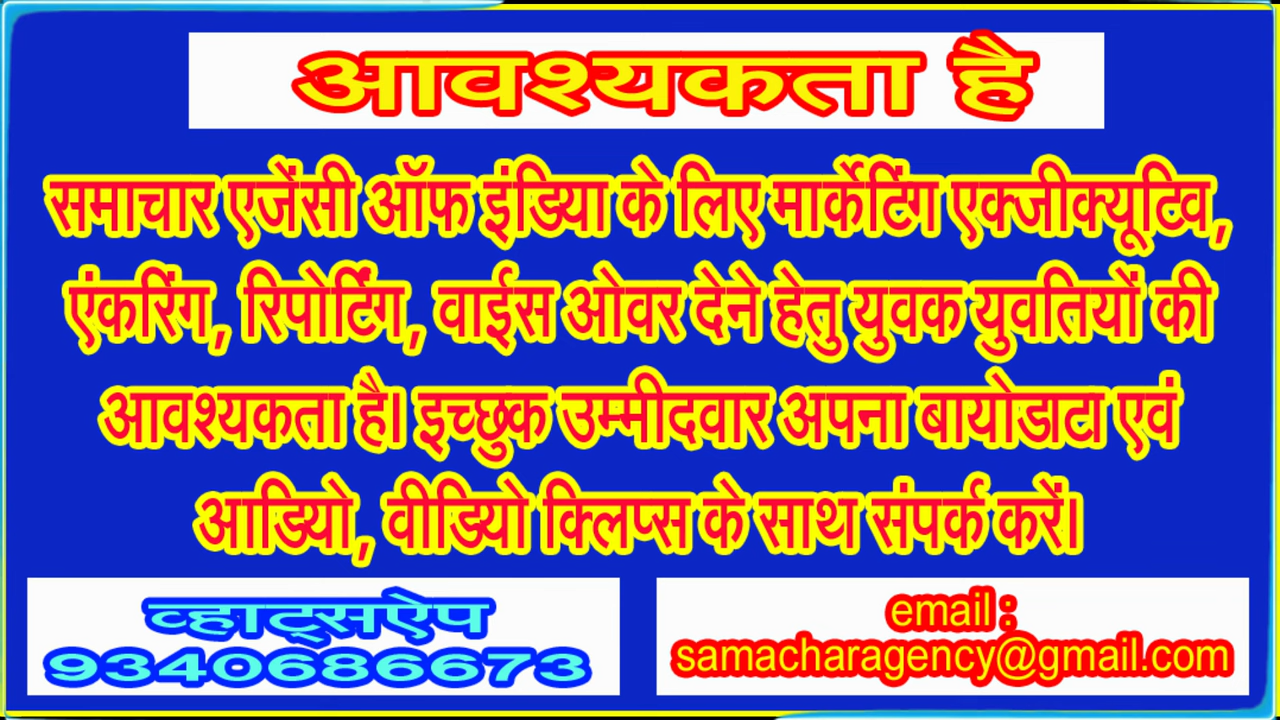 आवश्यकता है
समाचार एजेंसी ऑफ इंडिया के लिए मार्केटिंग एक्जीक्यूटिव,
एंकरिंग, रिपोर्टिंग, वाईस ओवर देने हेतु युवक युवतियों की
आवश्यकता है। इच्छुक उम्मीदवार अपना बायोडाटा एवं
आडियो, वीडियो क्लिप्स के साथ संपर्क करें।
व्हाट्सऐप
9340686673
email :
samacharagency@gmail.com